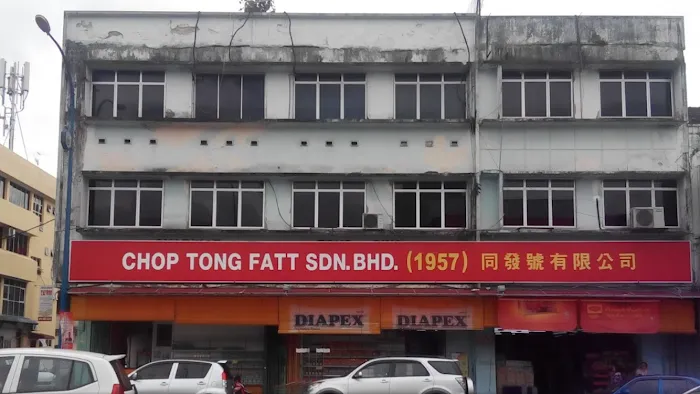 CHOP TONG FATT SDN.BHD. (1957) 同發號有限公司
DIAPEX DIAPEX